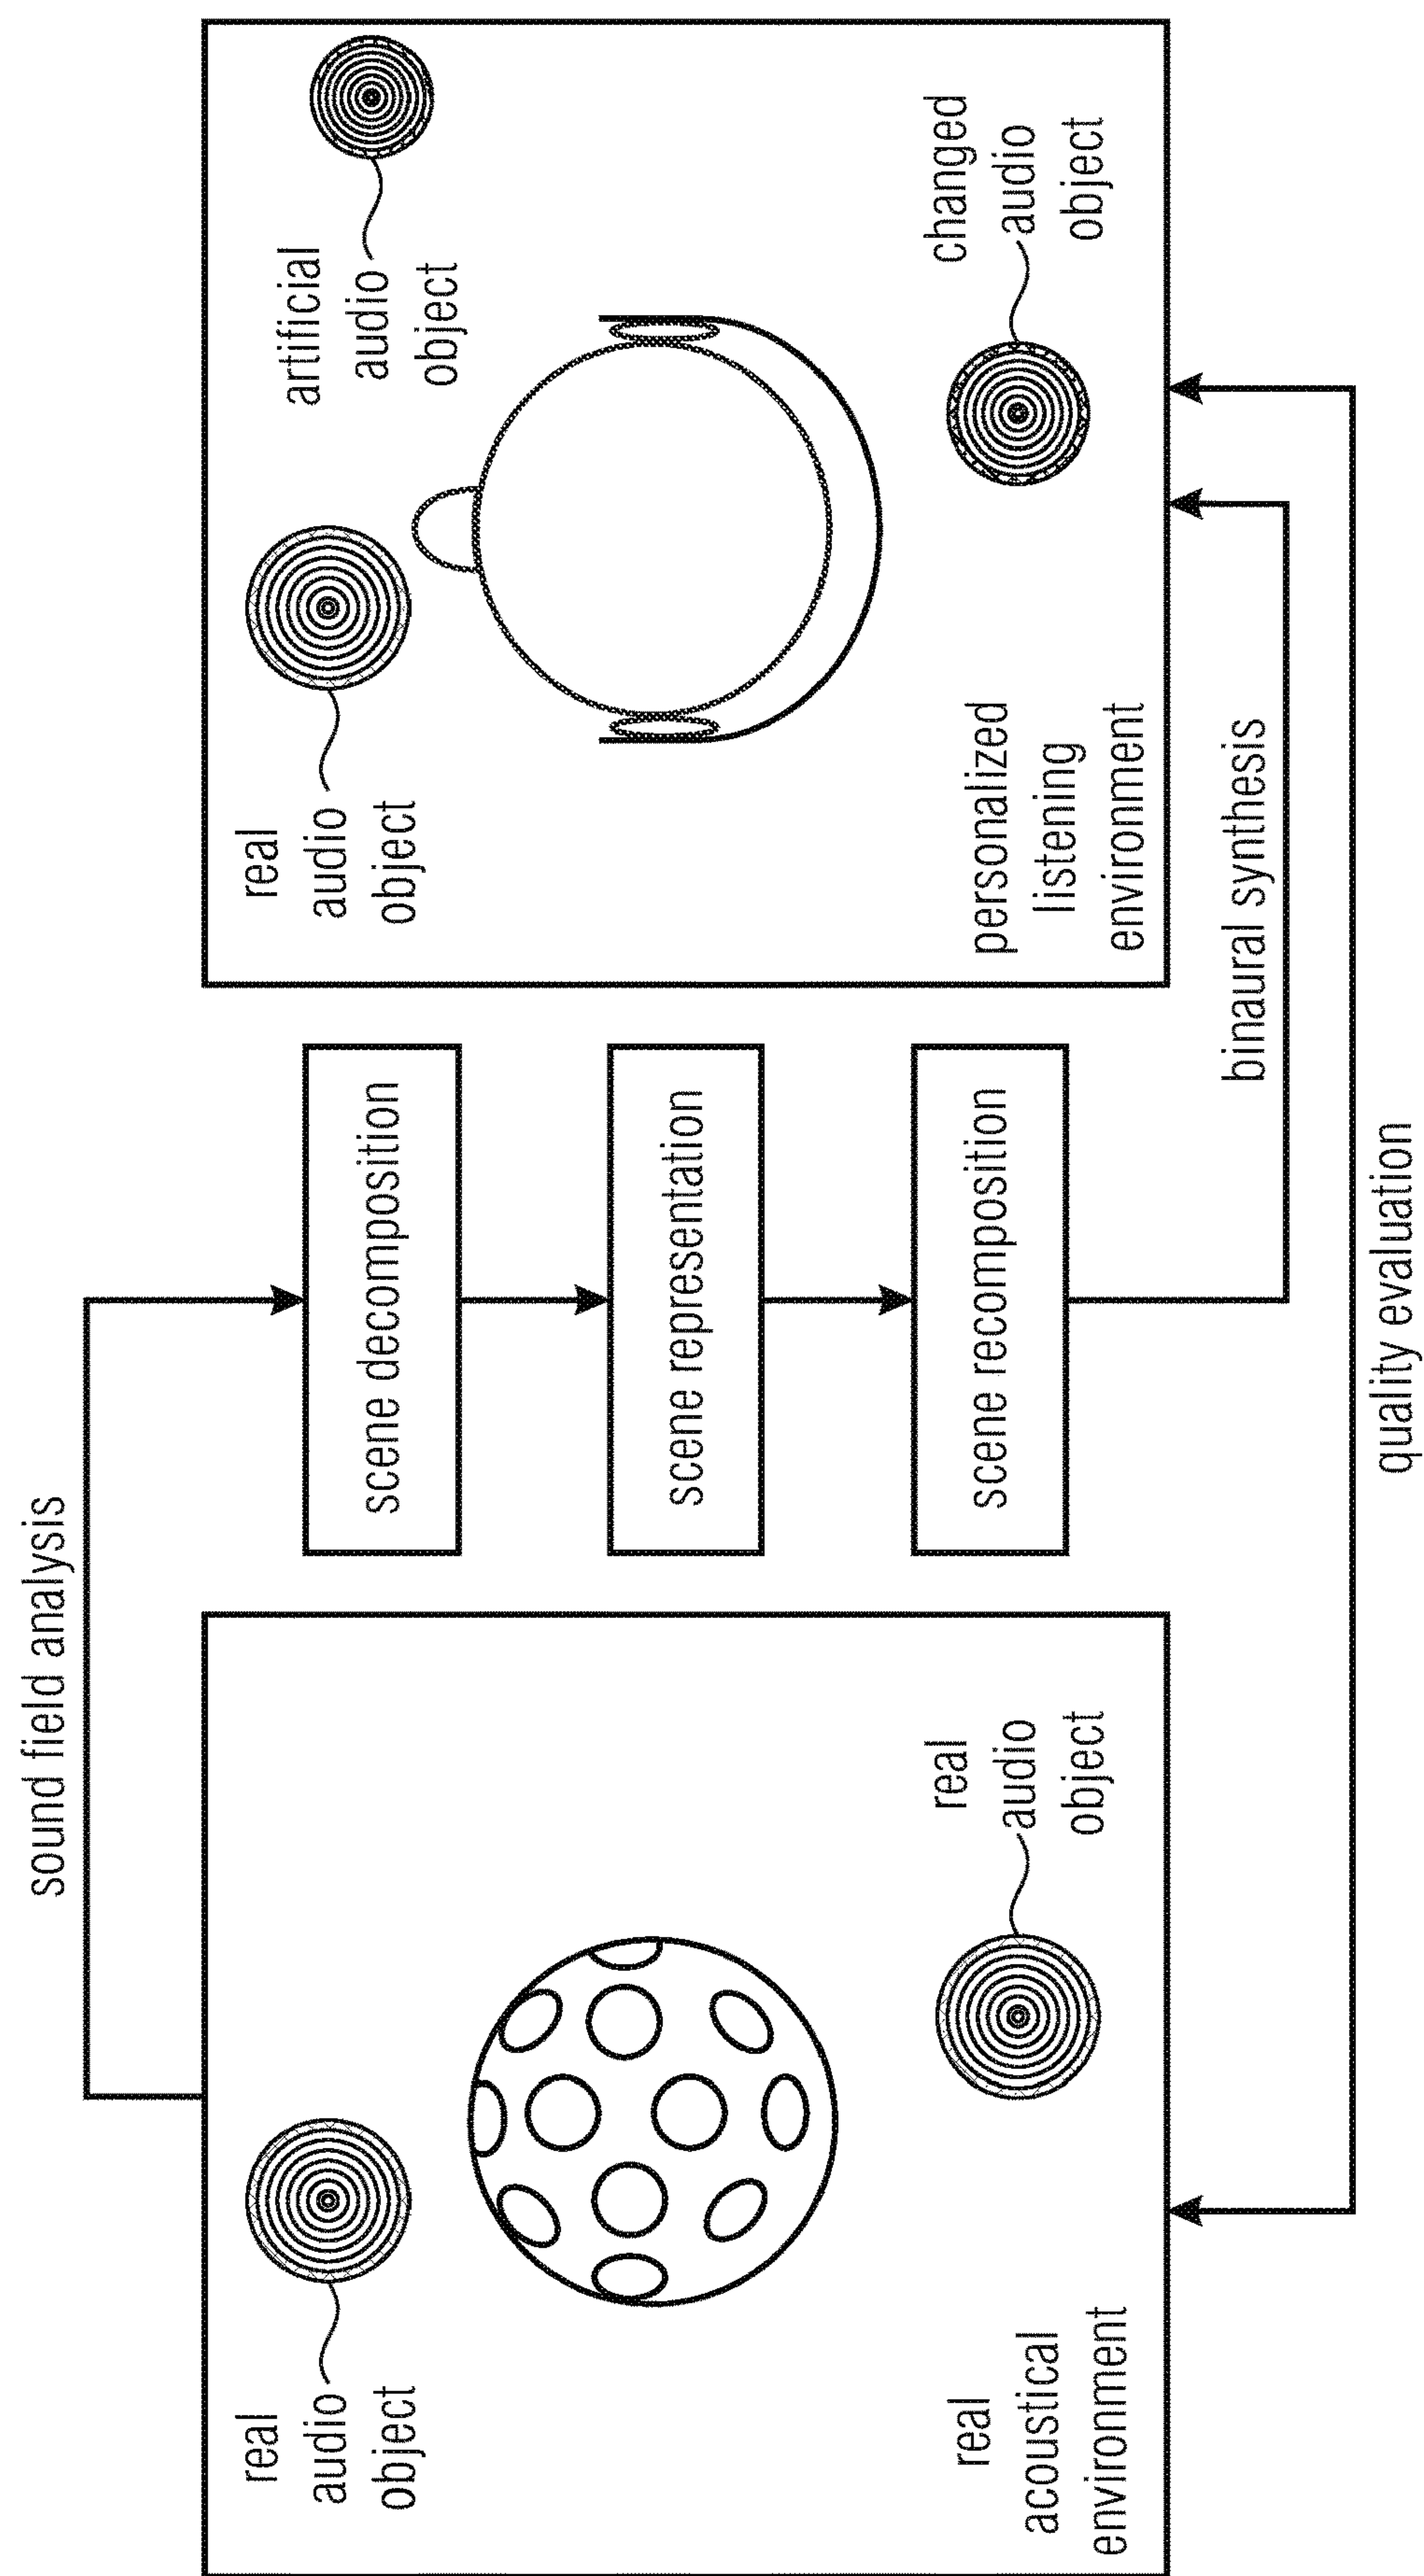 sound field analysis
real
audio
object
real
acoustical
environment
real
audio
object
scene decomposition
scene representation
scene recomposition
real
audio
object
artificial
audio
object
personalized
listening
environment
changed
audio
object
binaural synthesis
quality evaluation